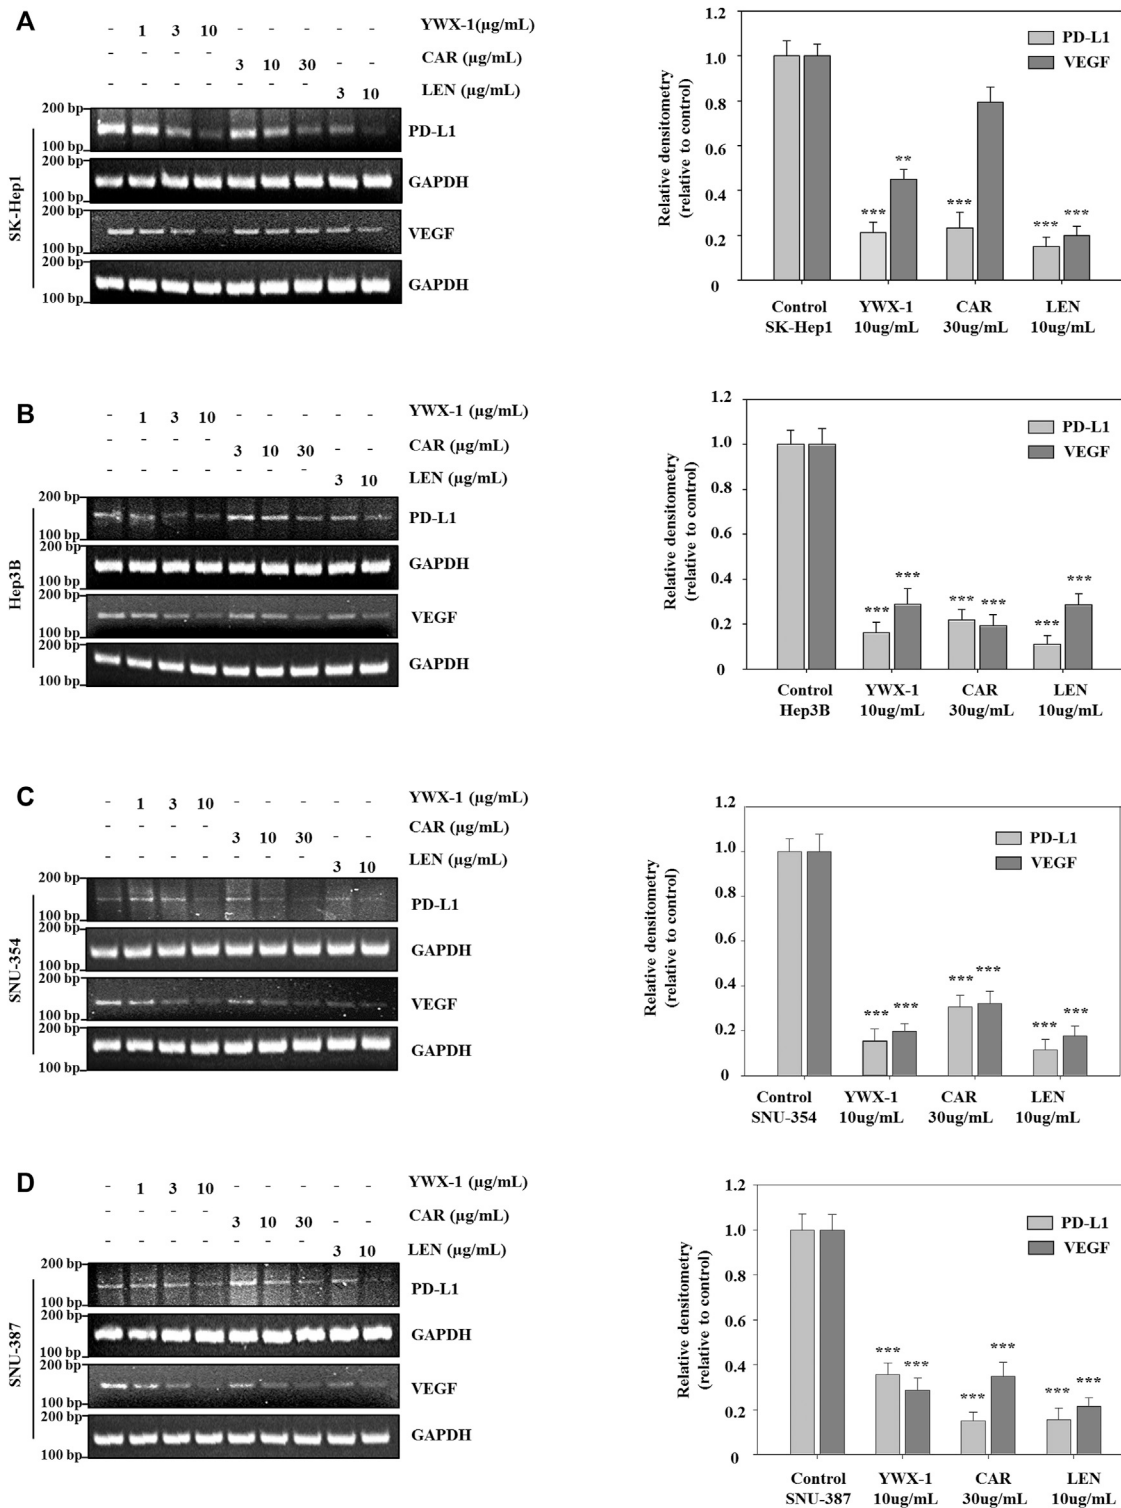 A
- 1 3 10 - - - - - YWX-1(µg/mL)
- - - - 3 10 30 - - CAR (µg/mL)
- - - - - - - 3 10 LEN (µg/mL)
SK-Hep1
200 bp
100 bp
PD-L1
GAPDH
100 bp
200 bp
VEGF
100 bp
200 bp
GAPDH
100 bp
Relative densitometry
(relative to control)
1.2
1.0
0.8
0.6
0.4
0.2
0
PD-L1
VEGF
*** ** *** *** ***
Control YWX-1 CAR LEN
SK-Hep1 10ug/mL 30ug/mL 10ug/mL
B
- 1 3 10 - - - - - YWX-1 (µg/mL)
- - - - 3 10 30 - - CAR (µg/mL)
- - - - - - - 3 10 LEN (µg/mL)
Hep3B
200 bp
100 bp
PD-L1
200 bp
GAPDH
100 bp
200 bp
VEGF
100 bp
200 bp
GAPDH
100 bp
Relative densitometry
(relative to control)
1.2
1.0
0.8
0.6
0.4
0.2
0
PD-L1
VEGF
*** *** *** *** *** ***
Control YWX-1 CAR LEN
Hep3B 10ug/mL 30ug/mL 10ug/mL
C
- 1 3 10 - - - - - YWX-1 (µg/mL)
- - - - 3 10 30 - - CAR (µg/mL)
- - - - - - - 3 10 LEN (µg/mL)
SNU-354
200 bp
100 bp
PD-L1
200 bp
GAPDH
100 bp
200 bp
VEGF
100 bp
200 bp
GAPDH
100 bp
Relative densitometry
(relative to control)
1.2
1.0
0.8
0.6
0.4
0.2
0
PD-L1
VEGF
*** *** *** *** *** ***
Control YWX-1 CAR LEN
SNU-354 10ug/mL 30ug/mL 10ug/mL
D
- 1 3 10 - - - - - YWX-1 (µg/mL)
- - - - 3 10 30 - - CAR (µg/mL)
- - - - - - - 3 10 LEN (µg/mL)
SNU-387
200 bp
100 bp
PD-L1
200 bp
GAPDH
100 bp
200 bp
VEGF
100 bp
200 bp
GAPDH
100 bp
Relative densitometry
(relative to control)
1.2
1.0
0.8
0.6
0.4
0.2
0
PD-L1
VEGF
*** *** *** *** *** ***
Control YWX-1 CAR LEN
SNU-387 10ug/mL 30ug/mL 10ug/mL